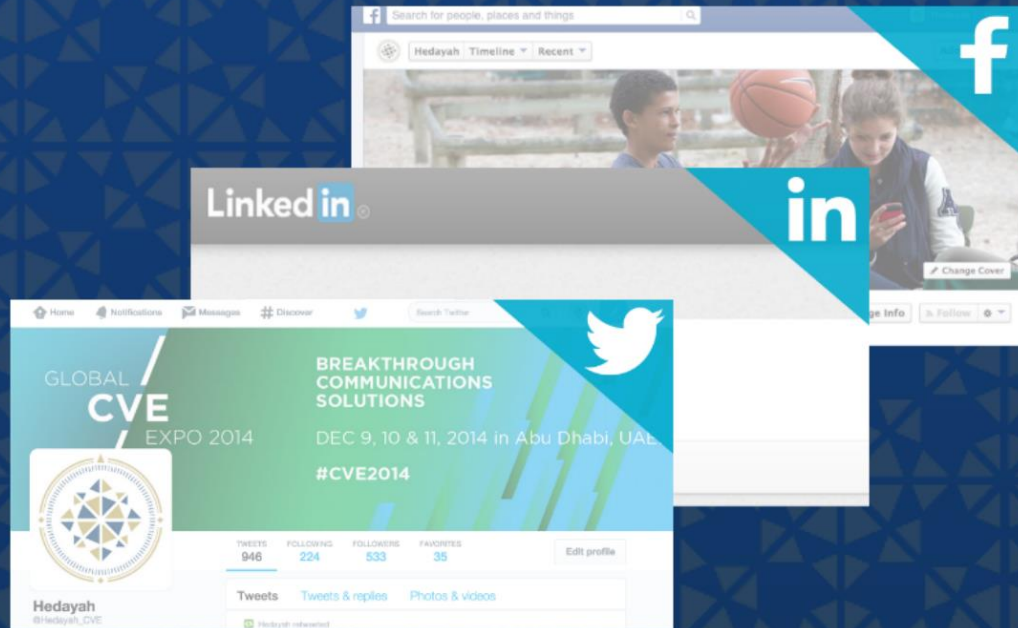 f Search for people, places and things
f
Hedayah Timeline Recent
Linked in ®
in
A
Change Cover
ge Info Follow
Home Notifications Messages # Discover Search Twitter
GLOBAL
CVE
EXPO 2014
BREAKTHROUGH
COMMUNICATIONS
SOLUTIONS
DEC 9, 10 & 11, 2014 in Abu Dhabi, UAE
#CVE2014
TWEETS FOLLOWING FOLLOWERS FAVORITES
946 224 533 35
Edit profile
Hedayah
@Hedayah_CVE
Tweets Tweets & replies Photos & videos
Hedayah retweeted